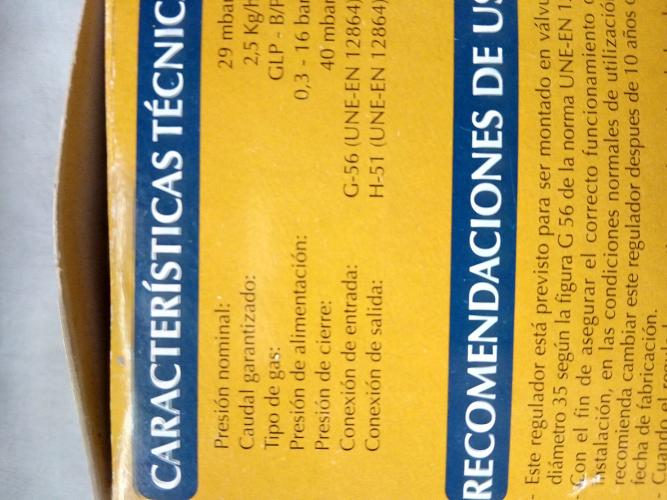 CARACTERÍSTICAS TÉCNIC
Presión nominal: 29 mbar
Caudal garantizado: 2,5 Kg/h
Tipo de gas: GLP - B/P
Presión de alimentación: 0,3 - 16 bar
Presión de cierre: 40 mbar
Conexión de entrada: G-56 (UNE-EN 12864)
Conexión de salida: H-51 (UNE-EN 12864)
RECOMENDACIONES DE US
- Este regulador está previsto para ser montado en válvu
diámetro 35 según la figura G 56 de la norma UNE-EN 1
- Con el fin de asegurar el correcto funcionamiento
instalación, en las condiciones normales de utilización
recomienda cambiar este regulador despues de 10 años
fecha de fabricación.
- Cuando